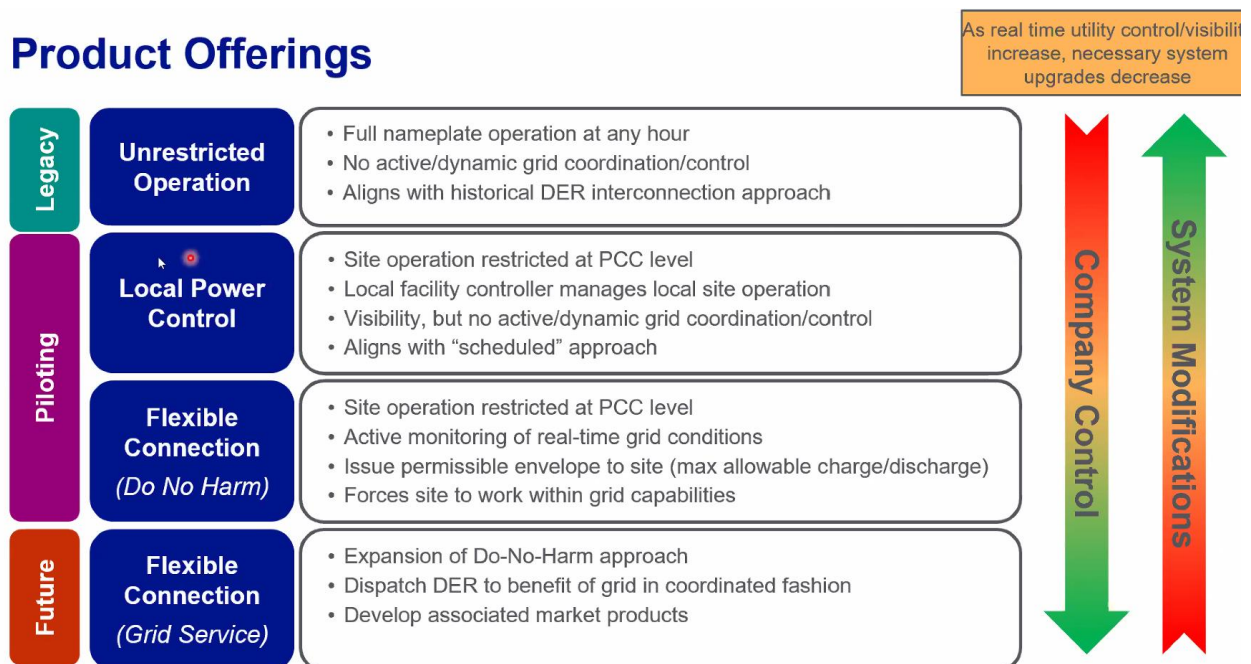 Product Offerings
As real time utility control/visibilit
increase, necessary system
upgrades decrease
Legacy
Unrestricted
Operation
• Full nameplate operation at any hour
• No active/dynamic grid coordination/control
• Aligns with historical DER interconnection approach
Piloting
Local Power
Control
• Site operation restricted at PCC level
• Local facility controller manages local site operation
• Visibility, but no active/dynamic grid coordination/control
• Aligns with “scheduled” approach
Flexible
Connection
(Do No Harm)
• Site operation restricted at PCC level
• Active monitoring of real-time grid conditions
• Issue permissible envelope to site (max allowable charge/discharge)
• Forces site to work within grid capabilities
Future
Flexible
Connection
(Grid Service)
• Expansion of Do-No-Harm approach
• Dispatch DER to benefit of grid in coordinated fashion
• Develop associated market products
Company Control
System Modifications